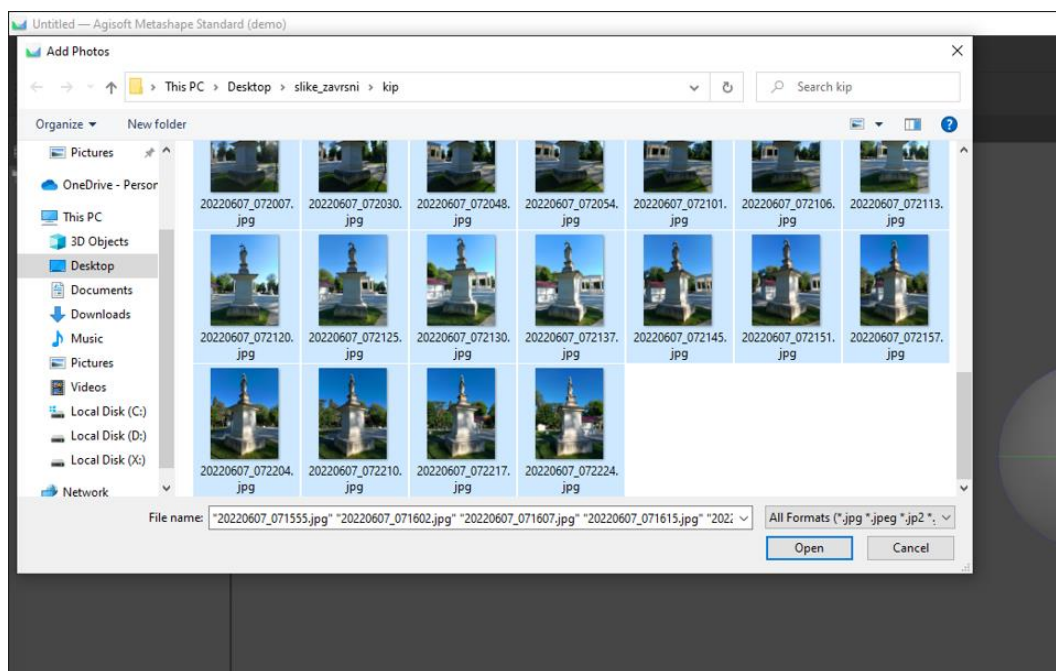 Untitled — Agisoft Metashape Standard (demo)
Add Photos
This PC > Desktop > slike_zavrsni > kip
Search kip
Organize
New folder
Pictures
OneDrive - Person
This PC
3D Objects
Desktop
Documents
Downloads
Music
Pictures
Videos
Local Disk (C:)
Local Disk (D:)
Local Disk (X:)
Network
20220607_072007.
jpg
20220607_072030.
jpg
20220607_072048.
jpg
20220607_072054.
jpg
20220607_072101.
jpg
20220607_072106.
jpg
20220607_072113.
jpg
20220607_072120.
jpg
20220607_072125.
jpg
20220607_072130.
jpg
20220607_072137.
jpg
20220607_072145.
jpg
20220607_072151.
jpg
20220607_072157.
jpg
20220607_072204.
jpg
20220607_072210.
jpg
20220607_072217.
jpg
20220607_072224.
jpg
File name: "20220607_071555.jpg" "20220607_071602.jpg" "20220607_071607.jpg" "20220607_071615.jpg" "202
All Formats (*.jpg *.jpeg *.jp2 *.
Open
Cancel